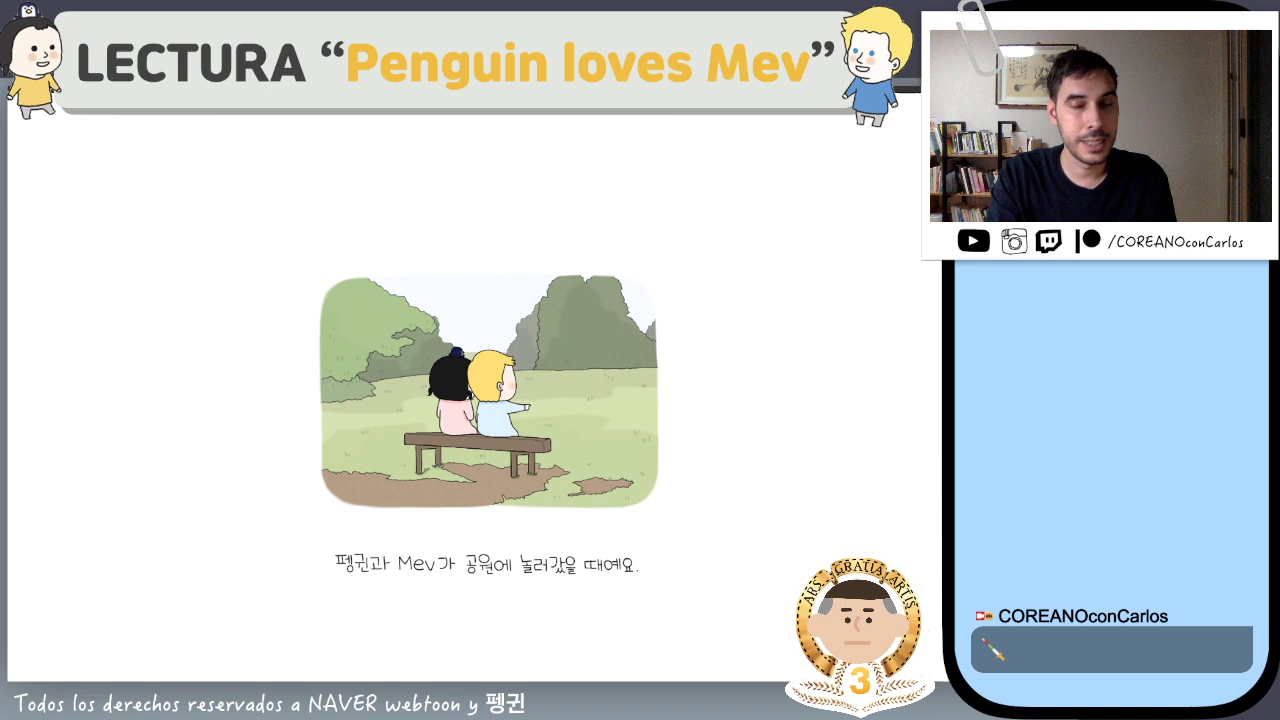 LECTURA “Penguin loves Mev”
/COREANOconCarlos
펭귄과 Mev가 공원에 놀러갔을 때예요.
ARS GRATIA ARTIS
3
COREANOconCarlos
Todos los derechos reservados a NAVER webtoon y 펭귄